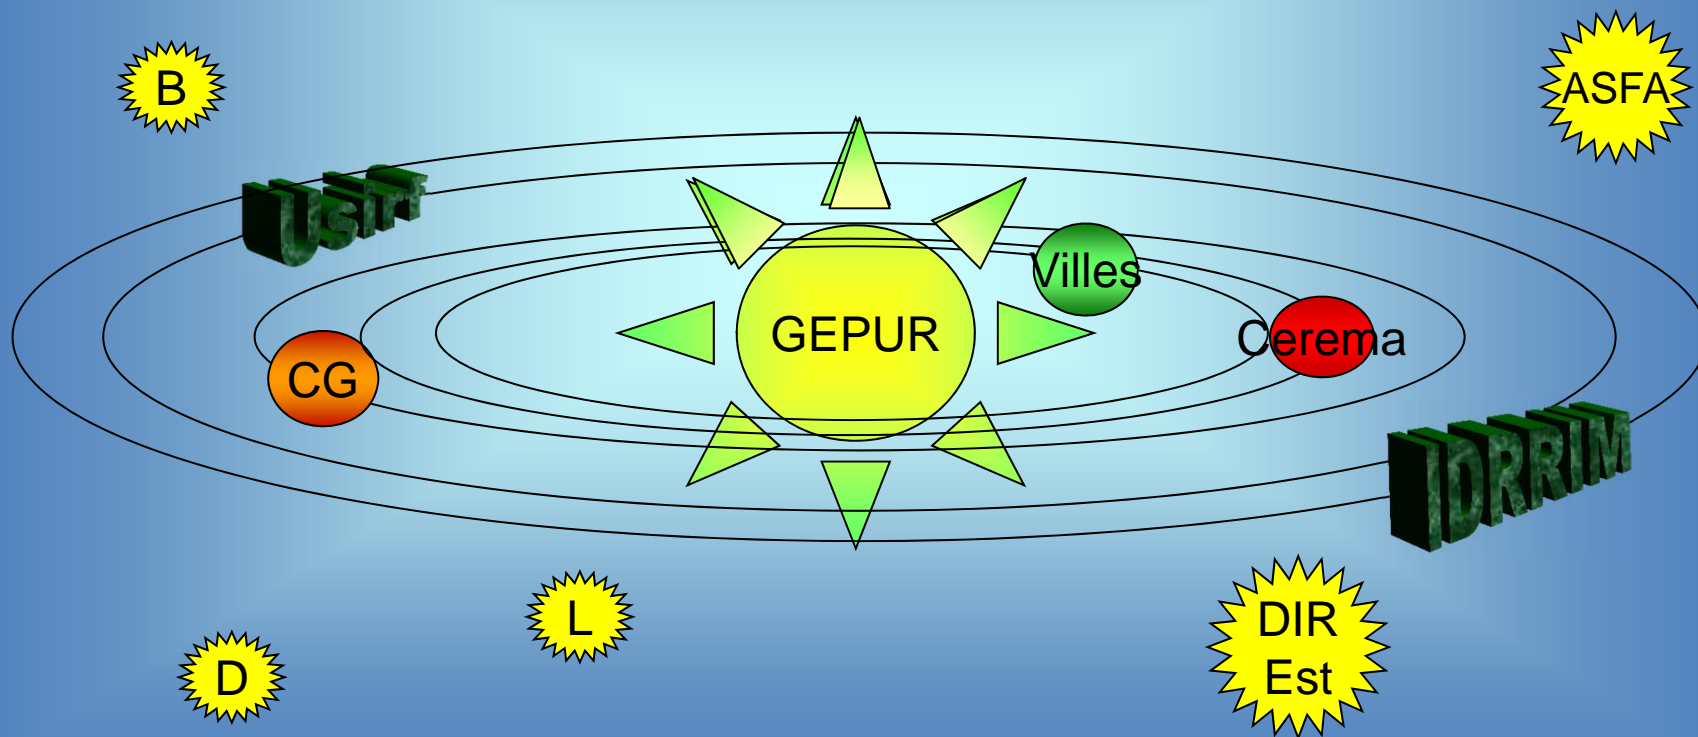 B
ASFA
Usirf
Villes
GEPUR
Cerema
CG
IDRRIM
L
DIR
Est
D